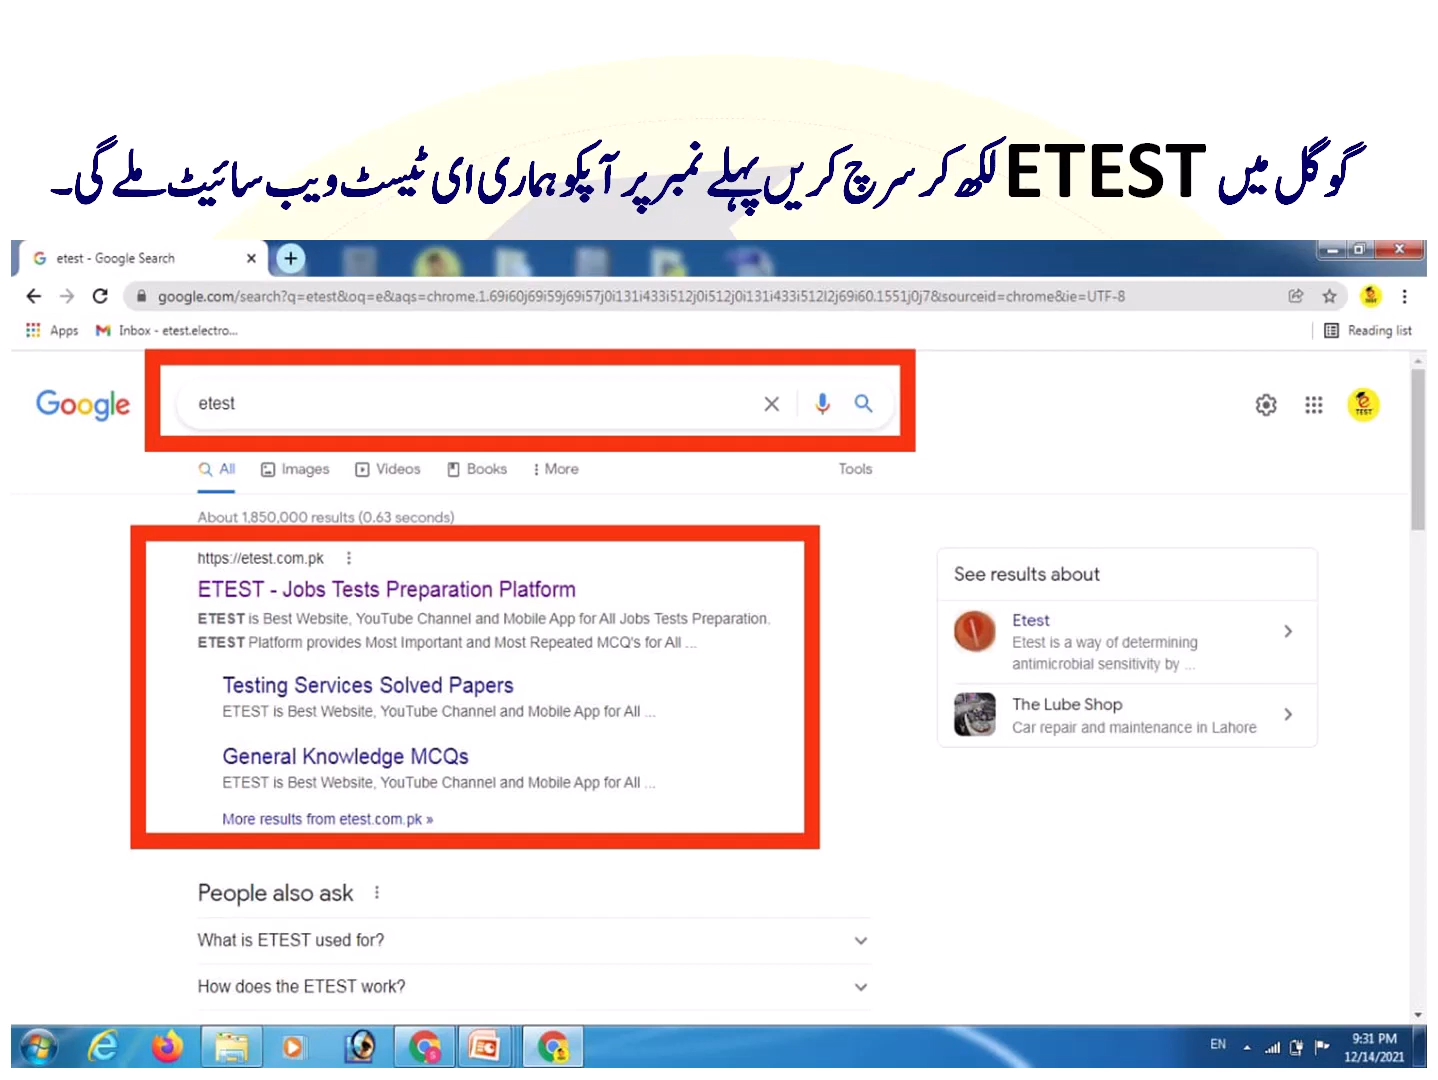 گوگل میں ETEST لکھ کر سرچ کریں پہلے نمبر پر آپکو ہماری ای ٹیسٹ ویب سائیٹ ملے گی۔
etest - Google Search
google.com/search?q=etest&oq=e&aqs=chrome.1.69i60j69i59j69i57j0i131i433i512j0i512j0i131i433i512l2j69i60.1551j0j7&sourceid=chrome&ie=UTF-8
Apps Inbox - etest.electro... Reading list
Google etest
e TEST
All Images Videos Books More Tools
About 1,850,000 results (0.63 seconds)
https://etest.com.pk
ETEST - Jobs Tests Preparation Platform
ETEST is Best Website, YouTube Channel and Mobile App for All Jobs Tests Preparation.
ETEST Platform provides Most Important and Most Repeated MCQ's for All ...
Testing Services Solved Papers
ETEST is Best Website, YouTube Channel and Mobile App for All ...
General Knowledge MCQs
ETEST is Best Website, YouTube Channel and Mobile App for All ...
More results from etest.com.pk »
See results about
Etest
Etest is a way of determining
antimicrobial sensitivity by ...
The Lube Shop
Car repair and maintenance in Lahore
People also ask
What is ETEST used for?
How does the ETEST work?
EN 9:31 PM
12/14/2021